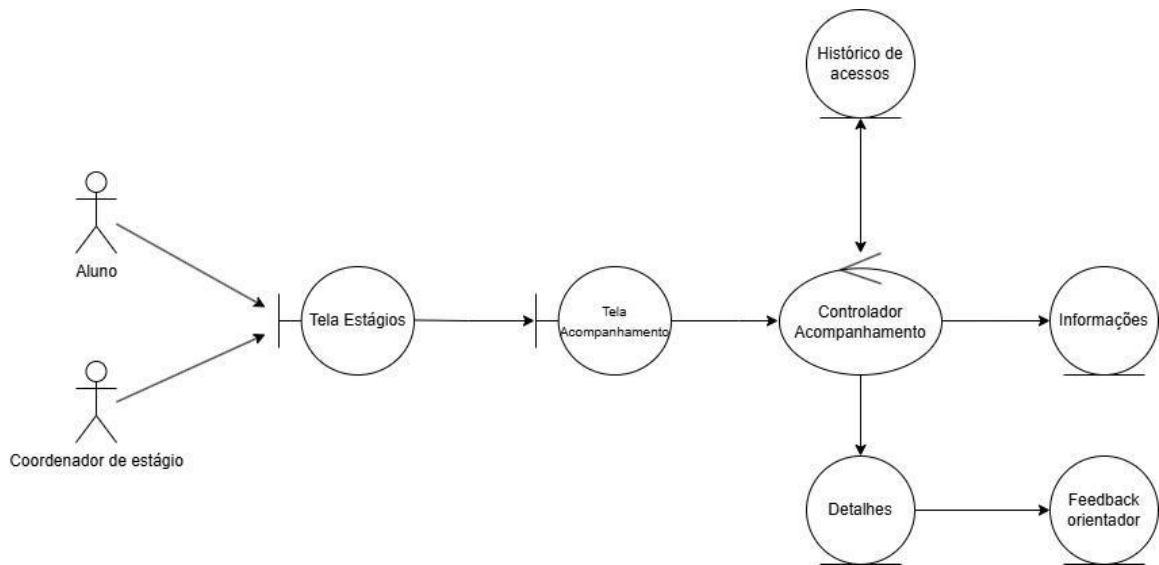 Histórico de
acessos
Aluno
Tela Estágios
Tela
Acompanhamento
Controlador
Acompanhamento
Informações
Coordenador de estágio
Detalhes
Feedback
orientador